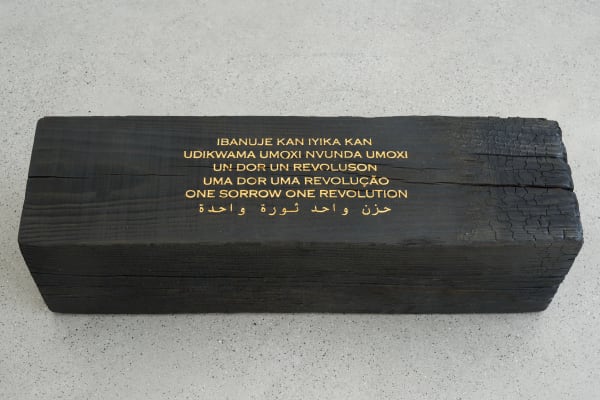 IBANUJE KAN IYIKA KAN
UDIKWAMA UMOXI NVUNDA UMOXI
UN DOR UN REVOLUSON
UMA DOR UMA REVOLUÇÃO
ONE SORROW ONE REVOLUTION
حزن واحد ثورة واحدة